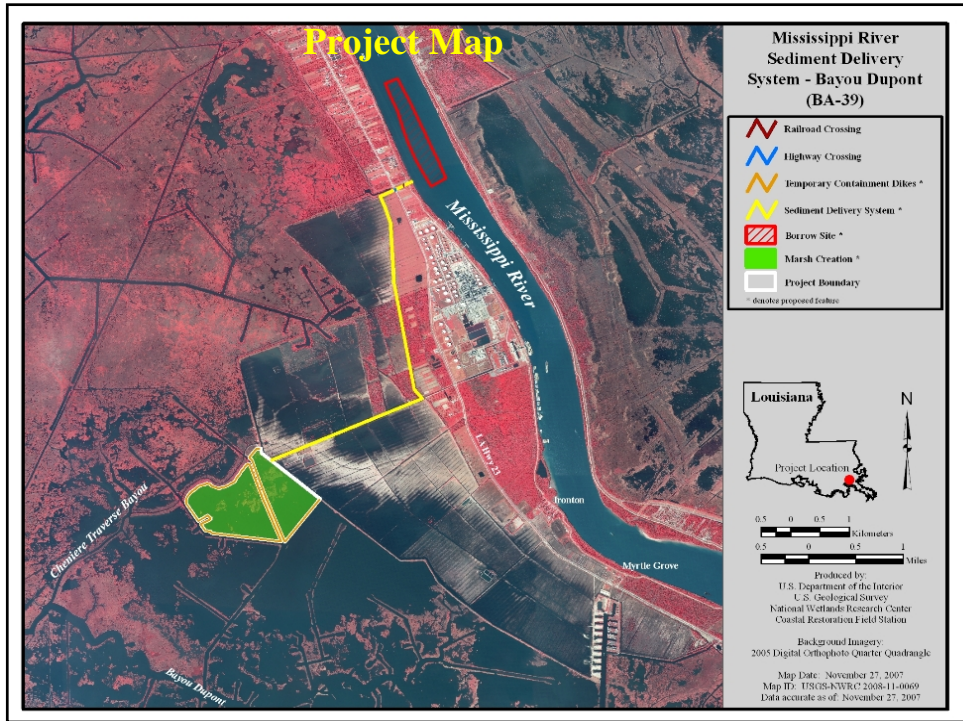 Project Map
Mississippi River
Sediment Delivery
System - Bayou Dupont
(BA-39)
Railroad Crossing
Highway Crossing
Temporary Containment Dikes *
Sediment Delivery System *
Borrow Site *
Marsh Creation *
Project Boundary
* denotes proposed feature
Mississippi River
LA Hwy 23
Ironton
Myrtle Grove
Cheniere Traverse Bayou
Bayou Dupont
Louisiana
N
Project Location
0.5 0 0.5 1
Kilometers
0.5 0 0.5 1
Miles
Produced by:
U.S. Department of the Interior
U.S. Geological Survey
National Wetlands Research Center
Coastal Restoration Field Station
Background Imagery:
2005 Digital Orthophoto Quarter Quadrangle
Map Date: November 27, 2007
Map ID: USGS-NWRC 2008-11-0069
Data accurate as of: November 27, 2007